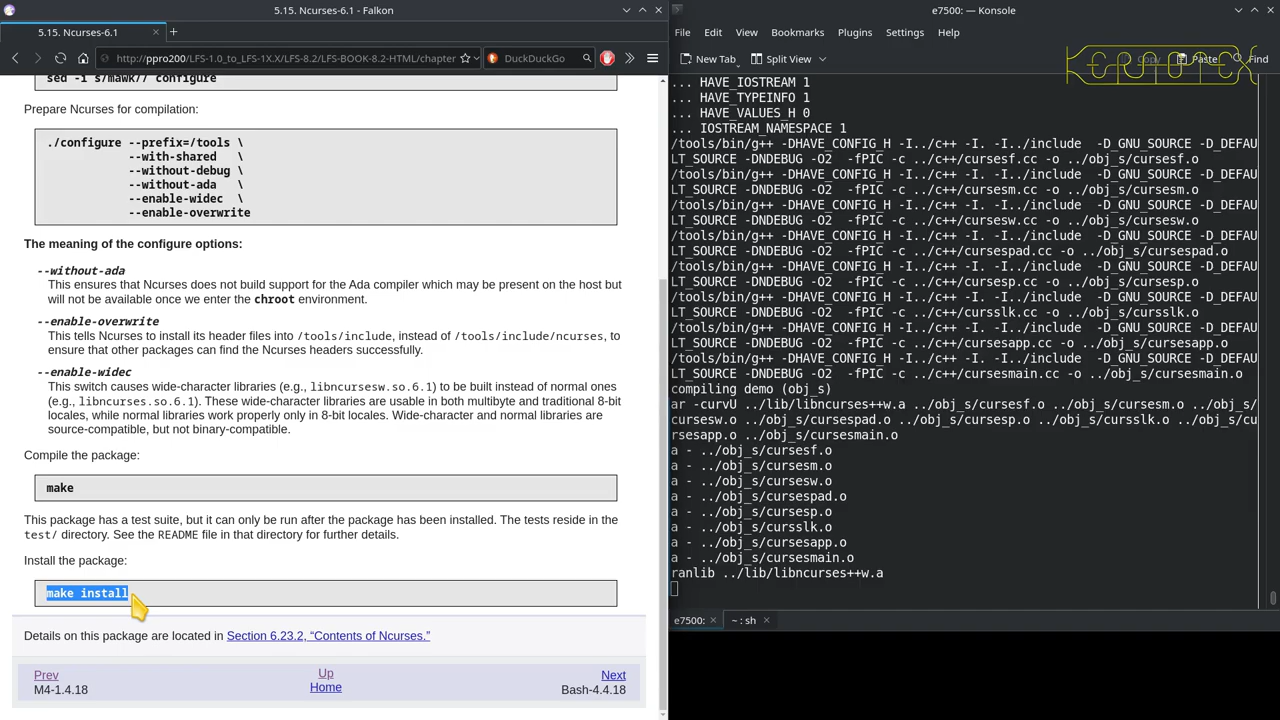 5.15. Ncurses-6.1 - Falkon
5.15. Ncurses-6.1
http://ppro200/LFS-1.0_to_LFS-1X.X/LFS-8.2/LFS-BOOK-8.2-HTML/chapter
DuckDuckGo
sed -i s/mawk// configure
Prepare Ncurses for compilation:
./configure --prefix=/tools \
--with-shared \
--without-debug \
--without-ada \
--enable-widec \
--enable-overwrite
The meaning of the configure options:
--without-ada
This ensures that Ncurses does not build support for the Ada compiler which may be present on the host but
will not be available once we enter the chroot environment.
--enable-overwrite
This tells Ncurses to install its header files into /tools/include, instead of /tools/include/ncurses, to
ensure that other packages can find the Ncurses headers successfully.
--enable-widec
This switch causes wide-character libraries (e.g., libncursesw.so.6.1) to be built instead of normal ones
(e.g., libncurses.so.6.1). These wide-character libraries are usable in both multibyte and traditional 8-bit
locales, while normal libraries work properly only in 8-bit locales. Wide-character and normal libraries are
source-compatible, but not binary-compatible.
Compile the package:
make
This package has a test suite, but it can only be run after the package has been installed. The tests reside in the
test/ directory. See the README file in that directory for further details.
Install the package:
make install
Details on this package are located in Section 6.23.2, “Contents of Ncurses.”
Prev
Up
Next
M4-1.4.18
Home
Bash-4.4.18
e7500: — Konsole
File Edit View Bookmarks Plugins Settings Help
New Tab Split View Copy Paste Find
... HAVE_IOSTREAM 1
... HAVE_TYPEINFO 1
... HAVE_VALUES_H 0
... IOSTREAM_NAMESPACE 1
/tools/bin/g++ -DHAVE_CONFIG_H -I../c++ -I. -I../include -D_GNU_SOURCE -D_DEFAU
LT_SOURCE -DNDEBUG -O2 -fPIC -c ../c++/cursesf.cc -o ../obj_s/cursesf.o
/tools/bin/g++ -DHAVE_CONFIG_H -I../c++ -I. -I../include -D_GNU_SOURCE -D_DEFAU
LT_SOURCE -DNDEBUG -O2 -fPIC -c ../c++/cursesm.cc -o ../obj_s/cursesm.o
/tools/bin/g++ -DHAVE_CONFIG_H -I../c++ -I. -I../include -D_GNU_SOURCE -D_DEFAU
LT_SOURCE -DNDEBUG -O2 -fPIC -c ../c++/cursesw.cc -o ../obj_s/cursesw.o
/tools/bin/g++ -DHAVE_CONFIG_H -I../c++ -I. -I../include -D_GNU_SOURCE -D_DEFAU
LT_SOURCE -DNDEBUG -O2 -fPIC -c ../c++/cursespad.cc -o ../obj_s/cursespad.o
/tools/bin/g++ -DHAVE_CONFIG_H -I../c++ -I. -I../include -D_GNU_SOURCE -D_DEFAU
LT_SOURCE -DNDEBUG -O2 -fPIC -c ../c++/cursesp.cc -o ../obj_s/cursesp.o
/tools/bin/g++ -DHAVE_CONFIG_H -I../c++ -I. -I../include -D_GNU_SOURCE -D_DEFAU
LT_SOURCE -DNDEBUG -O2 -fPIC -c ../c++/cursslk.cc -o ../obj_s/cursslk.o
/tools/bin/g++ -DHAVE_CONFIG_H -I../c++ -I. -I../include -D_GNU_SOURCE -D_DEFAU
LT_SOURCE -DNDEBUG -O2 -fPIC -c ../c++/cursesapp.cc -o ../obj_s/cursesapp.o
/tools/bin/g++ -DHAVE_CONFIG_H -I../c++ -I. -I../include -D_GNU_SOURCE -D_DEFAU
LT_SOURCE -DNDEBUG -O2 -fPIC -c ../c++/cursesmain.cc -o ../obj_s/cursesmain.o
compiling demo (obj_s)
ar -curvU ../lib/libncurses++w.a ../obj_s/cursesf.o ../obj_s/cursesm.o ../obj_s/
cursesw.o ../obj_s/cursespad.o ../obj_s/cursesp.o ../obj_s/cursslk.o ../obj_s/cu
rsesapp.o ../obj_s/cursesmain.o
a - ../obj_s/cursesf.o
a - ../obj_s/cursesm.o
a - ../obj_s/cursesw.o
a - ../obj_s/cursespad.o
a - ../obj_s/cursesp.o
a - ../obj_s/cursslk.o
a - ../obj_s/cursesapp.o
a - ../obj_s/cursesmain.o
ranlib ../lib/libncurses++w.a
e7500:
~ : sh